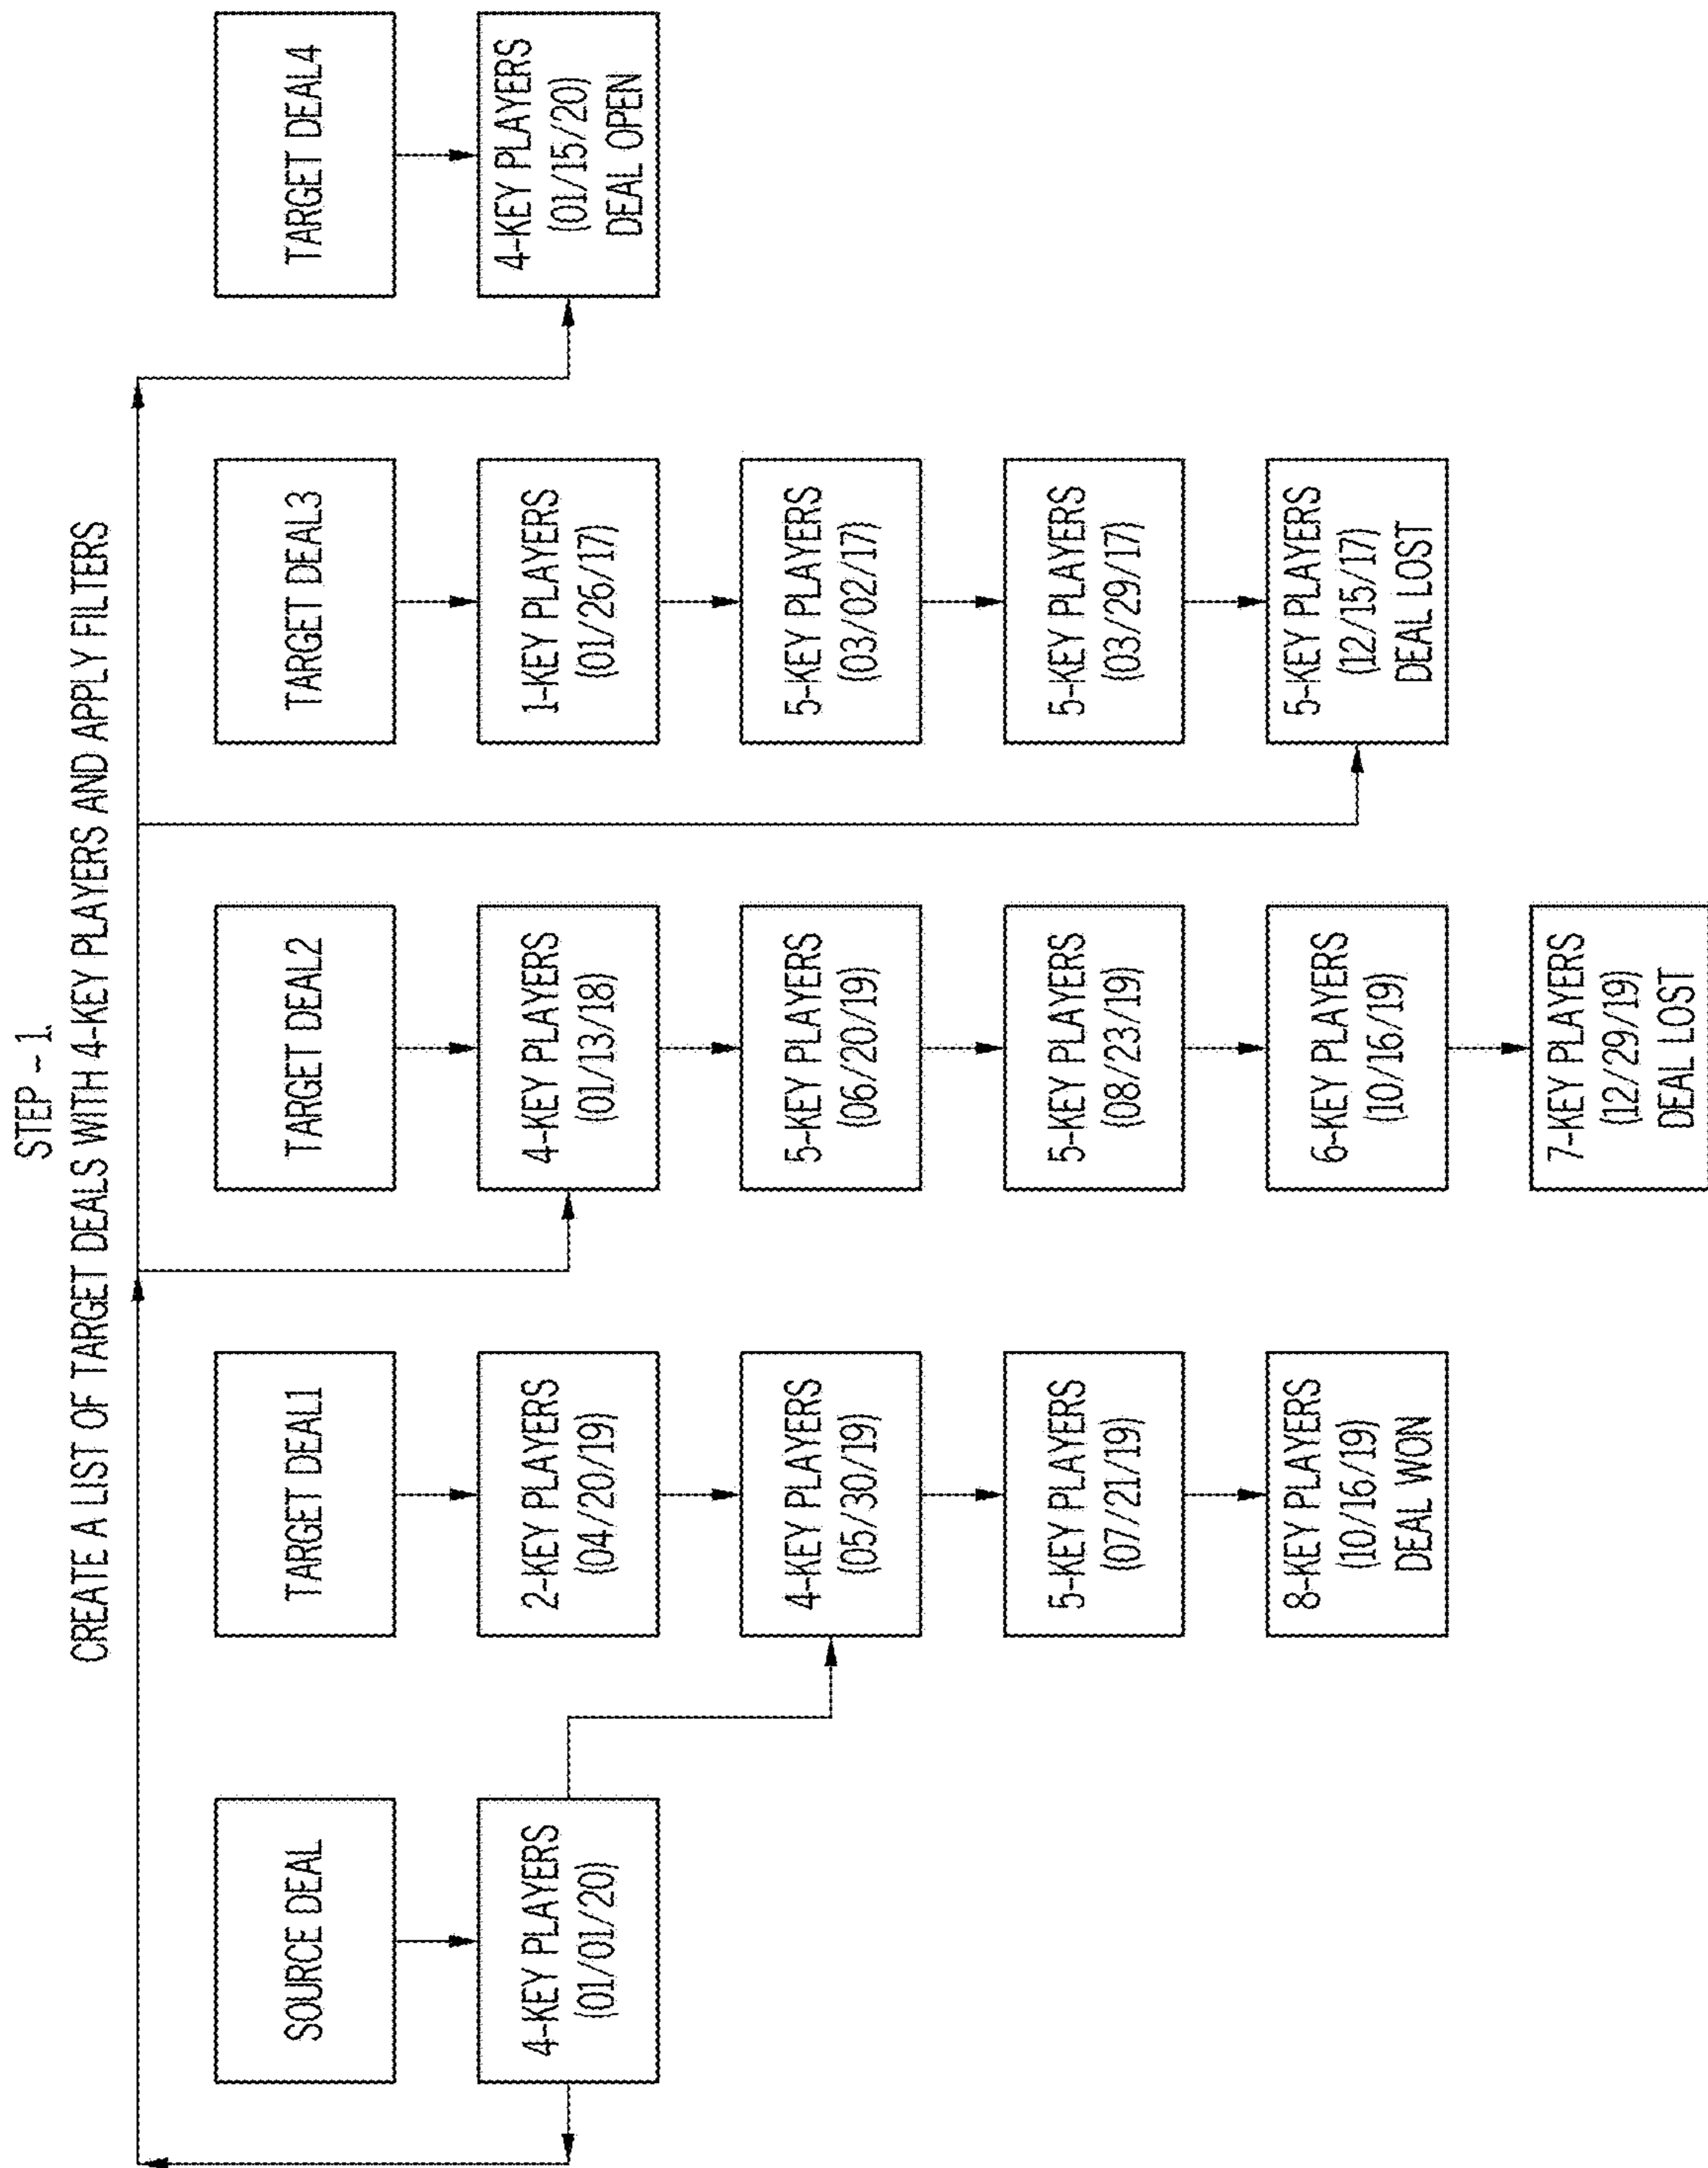 STEP - 1
CREATE A LIST OF TARGET DEALS WITH 4-KEY PLAYERS AND APPLY FILTERS
SOURCE DEAL
4-KEY PLAYERS
(01/01/20)
TARGET DEAL1
2-KEY PLAYERS
(04/20/19)
4-KEY PLAYERS
(05/30/19)
5-KEY PLAYERS
(07/21/19)
8-KEY PLAYERS
(10/16/19)
DEAL WON
TARGET DEAL2
4-KEY PLAYERS
(01/13/18)
5-KEY PLAYERS
(06/20/19)
5-KEY PLAYERS
(08/23/19)
6-KEY PLAYERS
(10/16/19)
7-KEY PLAYERS
(12/29/19)
DEAL LOST
TARGET DEAL3
1-KEY PLAYERS
(01/26/17)
5-KEY PLAYERS
(03/02/17)
5-KEY PLAYERS
(03/29/17)
5-KEY PLAYERS
(12/15/17)
DEAL LOST
TARGET DEAL4
4-KEY PLAYERS
(01/15/20)
DEAL OPEN